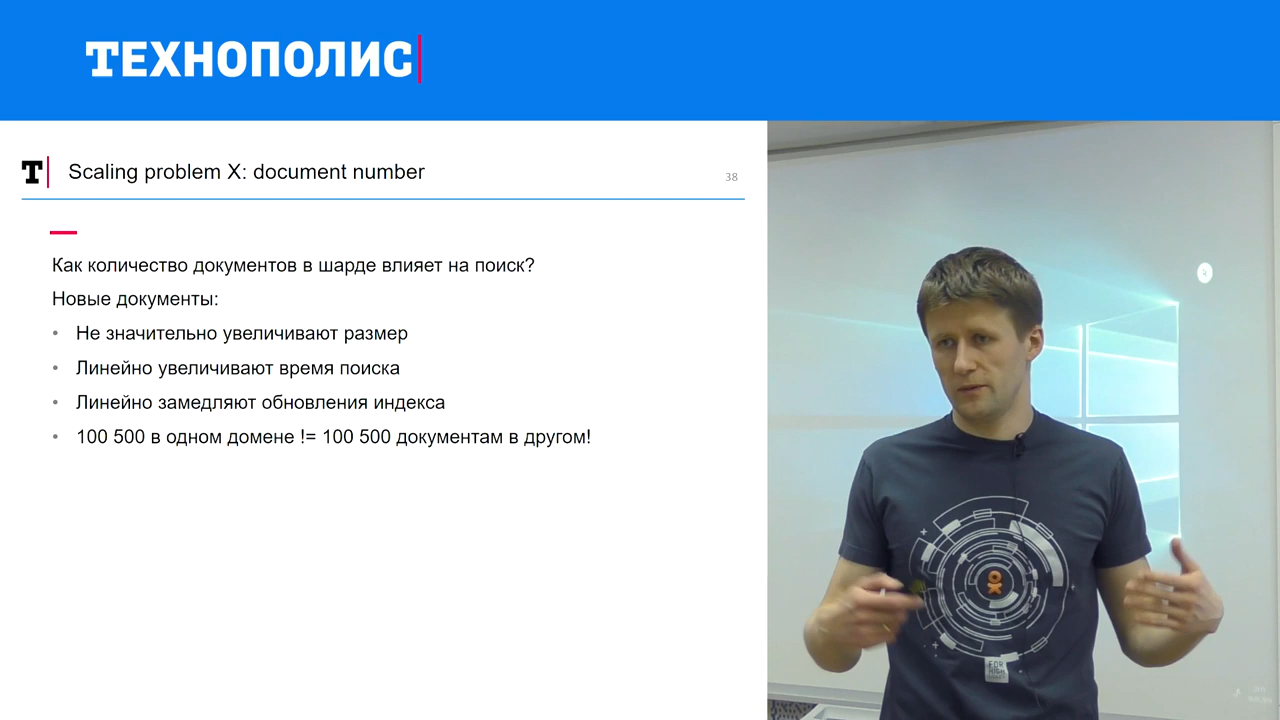 ТЕХНОПОЛИС
T
Scaling problem X: document number
38
Как количество документов в шарде влияет на поиск?
Новые документы:
• Не значительно увеличивают размер
• Линейно увеличивают время поиска
• Линейно замедляют обновления индекса
• 100 500 в одном домене != 100 500 документам в другом!